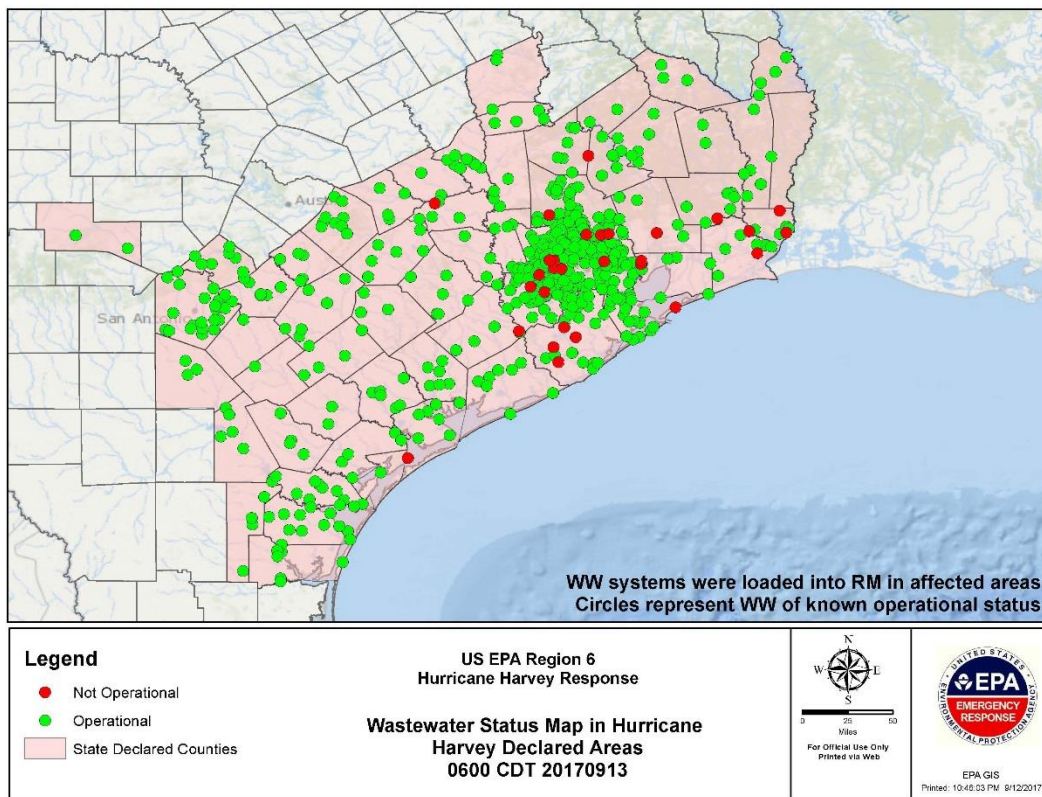 Aus
San Antonio
WW systems were loaded into RM in affected areas
Circles represent WW of known operational status
Legend
Not Operational
Operational
State Declared Counties
US EPA Region 6
Hurricane Harvey Response
Wastewater Status Map in Hurricane
Harvey Declared Areas
0600 CDT 20170913
N
W E
S
0 25 50
Miles
For Official Use Only
Printed via Web
UNITED STATES
EPA
EMERGENCY
RESPONSE
ENVIRONMENTAL PROTECTION AGENCY
EPA GIS
Printed: 10:46:03 PM 9/12/2017